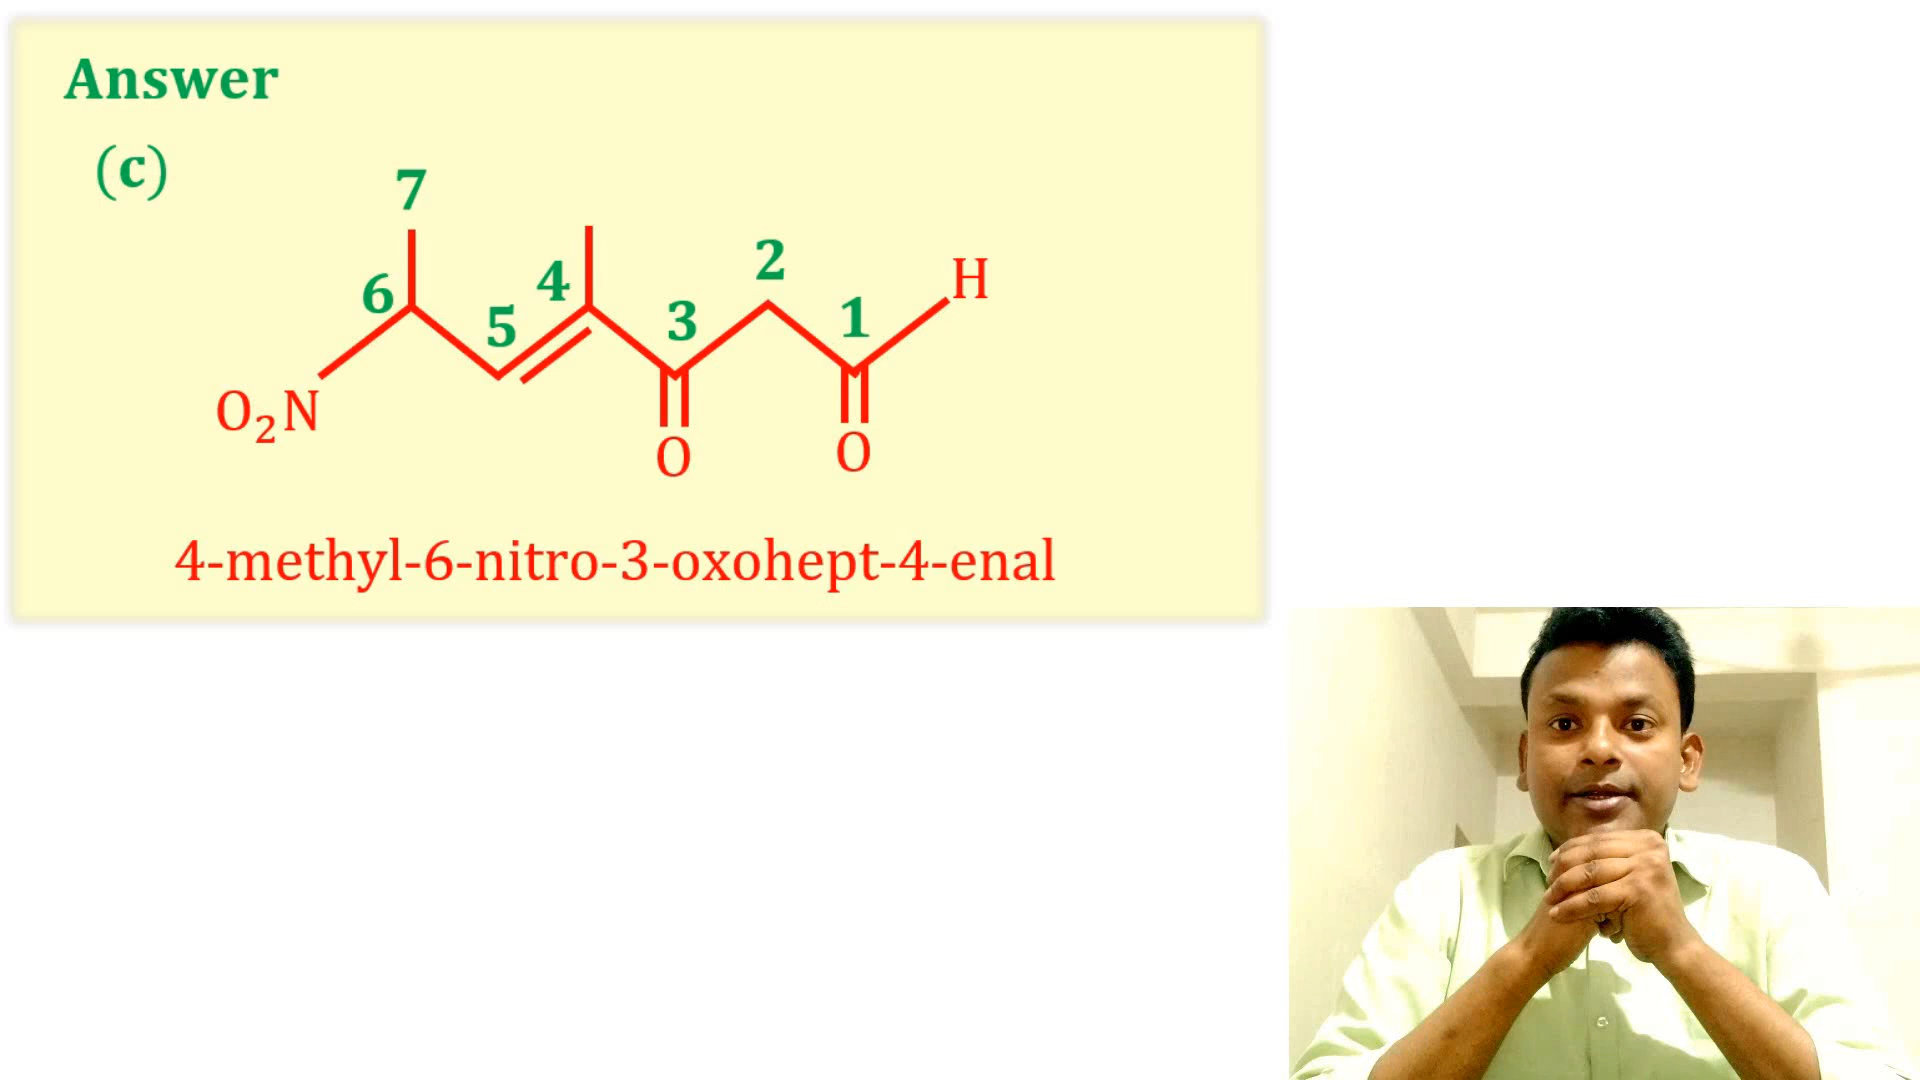 Answer
(c)
7
6
5
4
3
2
1
H
O₂N
O
O
4-methyl-6-nitro-3-oxohept-4-enal